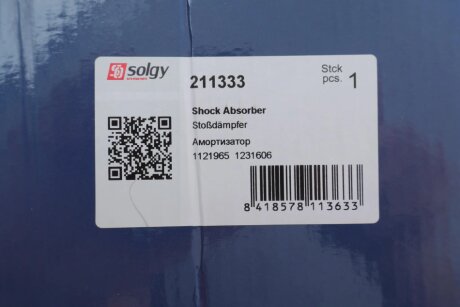 solgy
211333
Stck
pcs. 1
Shock Absorber
Stoßdämpfer
Амортизатор
1121965 1231606
8 418578 113633